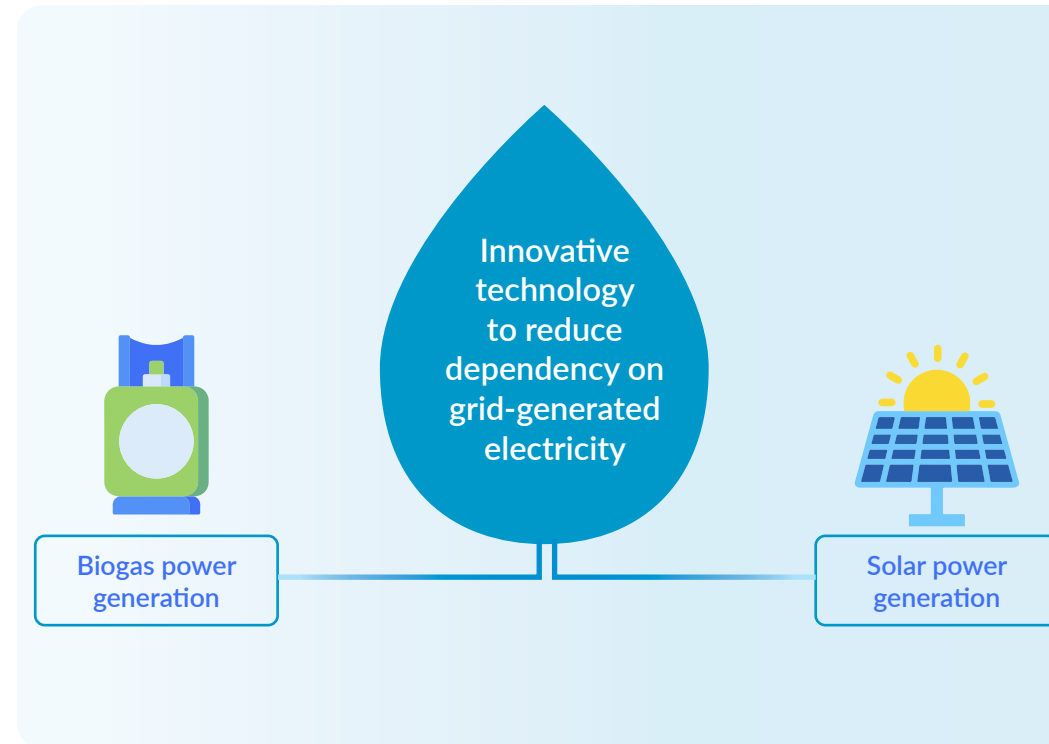 Innovative
technology
to reduce
dependency on
grid-generated
electricity
Biogas power
generation
Solar power
generation